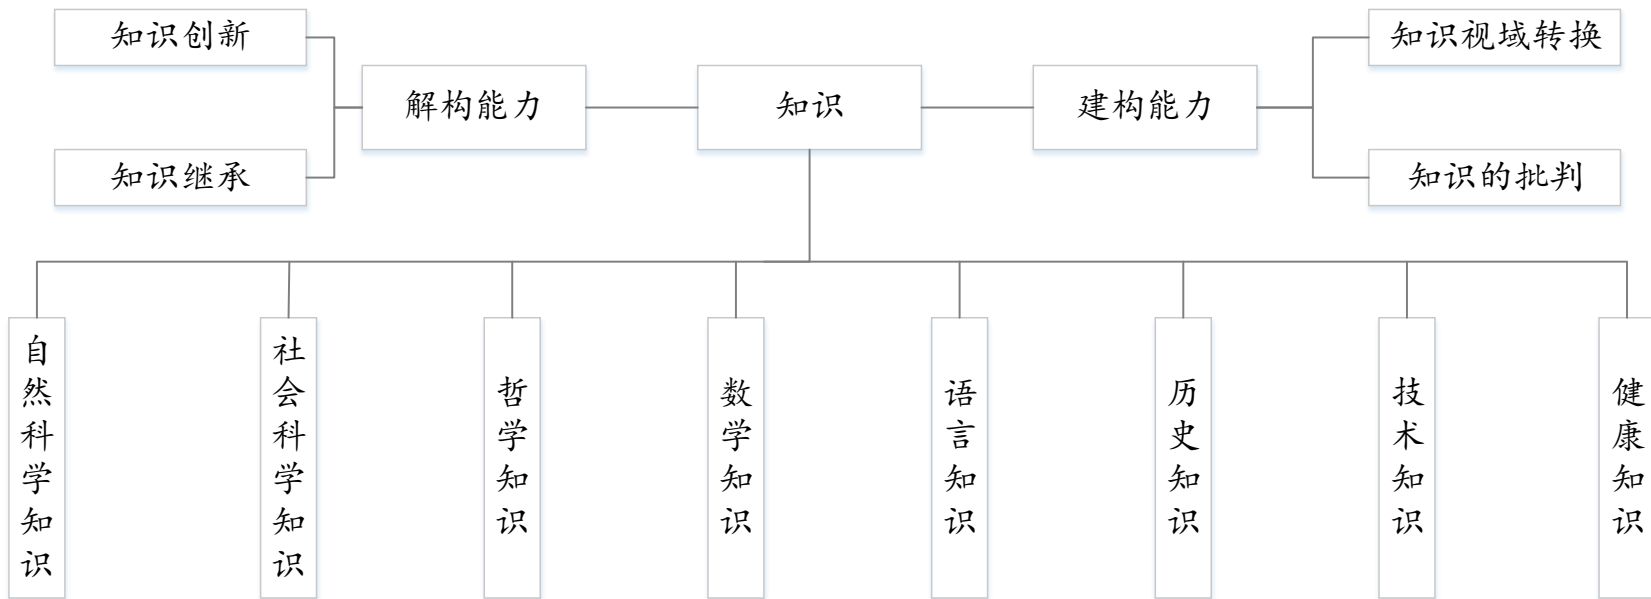 知识创新
知识视域转换
解构能力
知识
建构能力
知识继承
知识的批判
自然科学知识
社会科学知识
哲学知识
数学知识
语言知识
历史知识
技术知识
健康知识